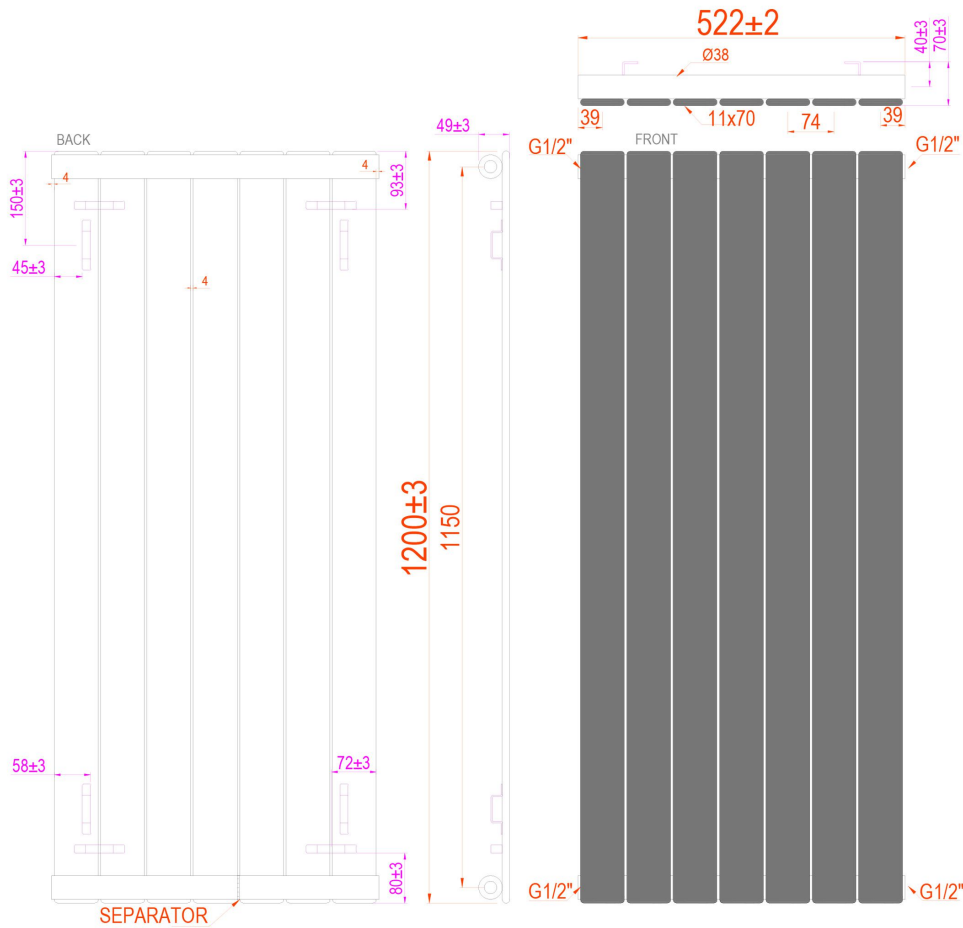 522±2
40±3
70±3
Ø38
39
11x70
74
39
49±3
BACK
FRONT
G1/2"
G1/2"
4
4
93±3
150±3
45±3
4
1200±3
1150
58±3
72±3
80±3
G1/2"
G1/2"
SEPARATOR